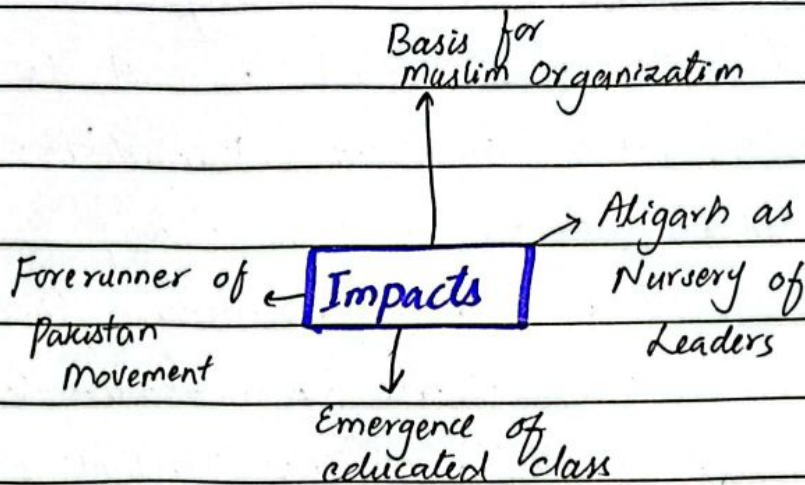 Basis for
Muslim Organization
Aligarh as
Nursery of
Leaders
Forerunner of
Pakistan
Movement
Impacts
Emergence of
educated class